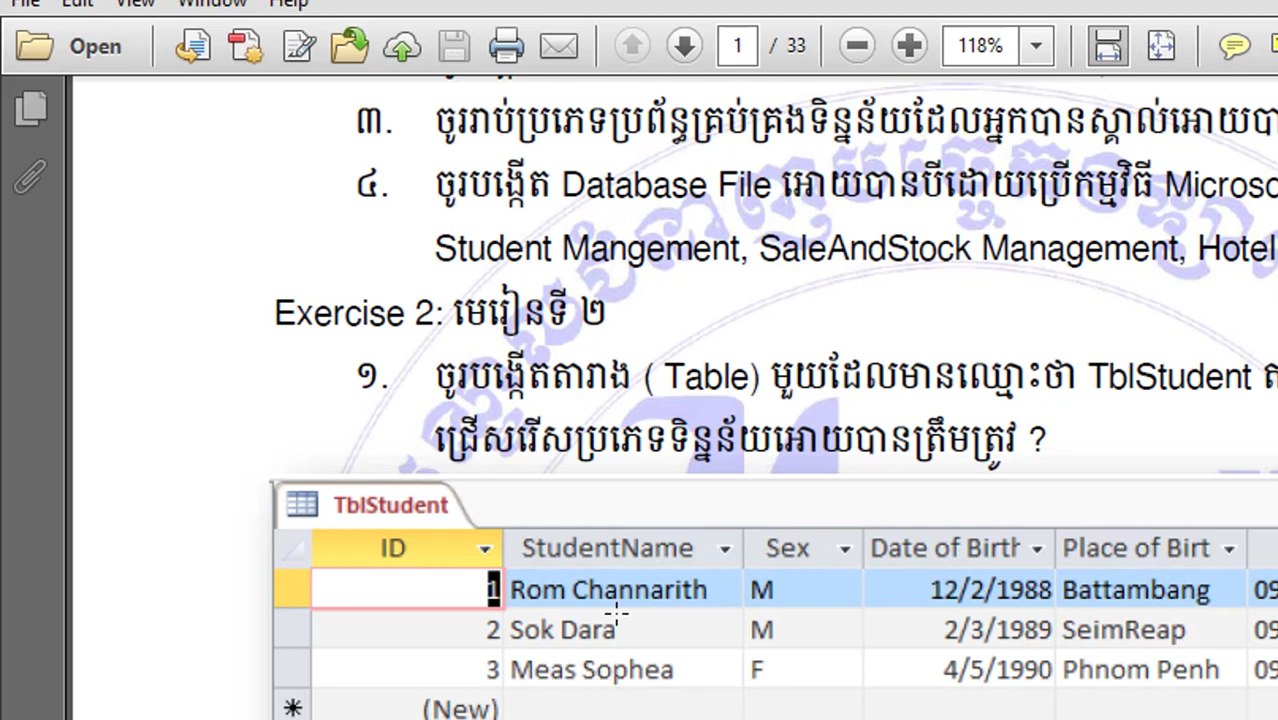 File Edit View Window Help
Open 1 / 33 118%
៣. ចូររាប់ប្រភេទប្រព័ន្ធគ្រប់គ្រងទិន្នន័យដែលអ្នកបានស្គាល់អោយបា
៤. ចូរបង្កើត Database File អោយបានបីដោយប្រើកម្មវិធី Microso
Student Mangement, SaleAndStock Management, Hotel
Exercise 2: មេរៀនទី ២
១. ចូរបង្កើតតារាង ( Table) មួយដែលមានឈ្មោះថា TblStudent ត
ជ្រើសរើសប្រភេទទិន្នន័យអោយបានត្រឹមត្រូវ ?
TblStudent
ID StudentName Sex Date of Birth Place of Birt
1 Rom Channarith M 12/2/1988 Battambang 09
2 Sok Dara M 2/3/1989 SeimReap 09
3 Meas Sophea F 4/5/1990 Phnom Penh 09
(New)